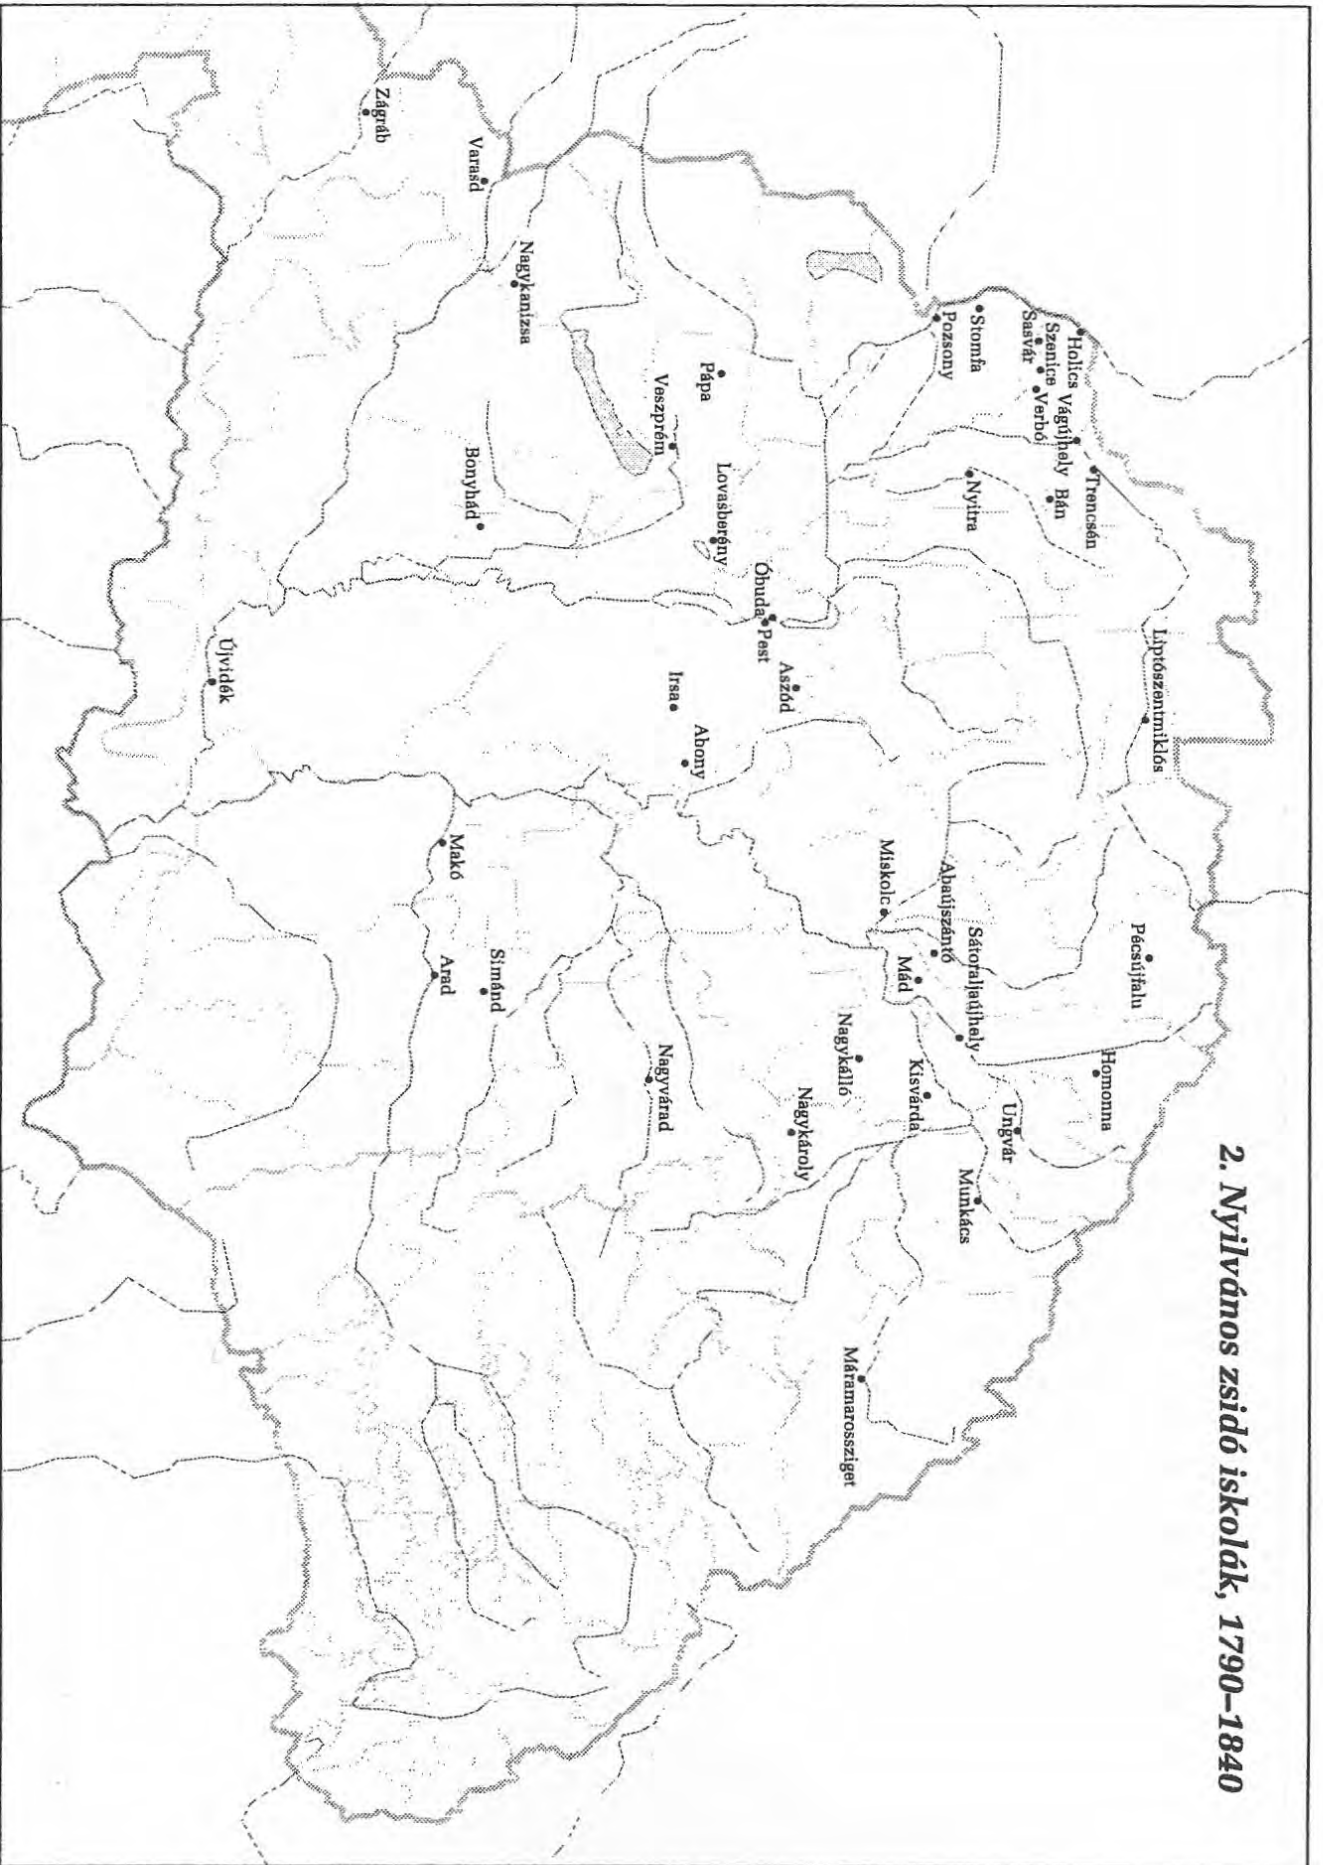 2. Nyilvános zsidó iskolák, 1790–1840
Holics
Szenice
Sasvár
Verbó
Vágújhely
Trencsén
Bán
Stomfa
Pozsony
Nyitra
Liptószentmiklós
Pécsújfalu
Homonna
Ungvár
Munkács
Sátoraljaújhely
Abaújszántó
Mád
Miskolc
Kisvárda
Nagykálló
Nagykároly
Máramarossziget
Pápa
Veszprém
Lovasberény
Óbuda
Pest
Aszód
Irsa
Abony
Nagyvárad
Nagykanizsa
Bonyhád
Varasd
Zágráb
Simánd
Makó
Arad
Újvidék